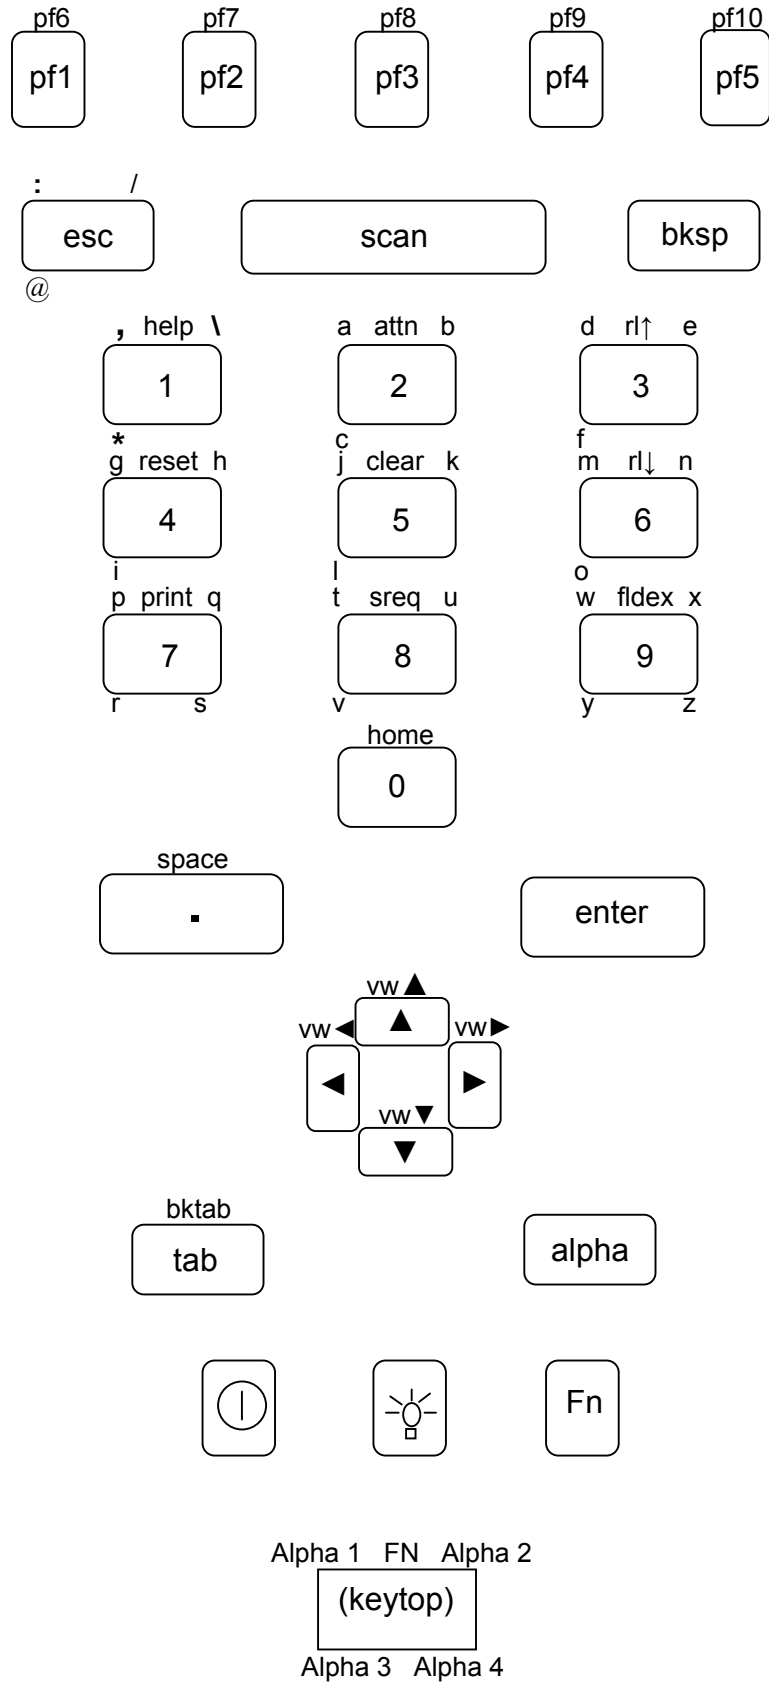 pf6 pf7 pf8 pf9 pf10
pf1 pf2 pf3 pf4 pf5
: /
esc scan bksp
@
, help \ a attn b d rl↑ e
1 2 3
* c f
g reset h j clear k m rl↓ n
4 5 6
i l o
p print q t sreq u w fldex x
7 8 9
r s v y z
home
0
space
. enter
vw ▲
vw ◄ ▲ vw ►
◄ ►
vw ▼
▼
bktab
tab alpha
Fn
Alpha 1 FN Alpha 2
(keytop)
Alpha 3 Alpha 4